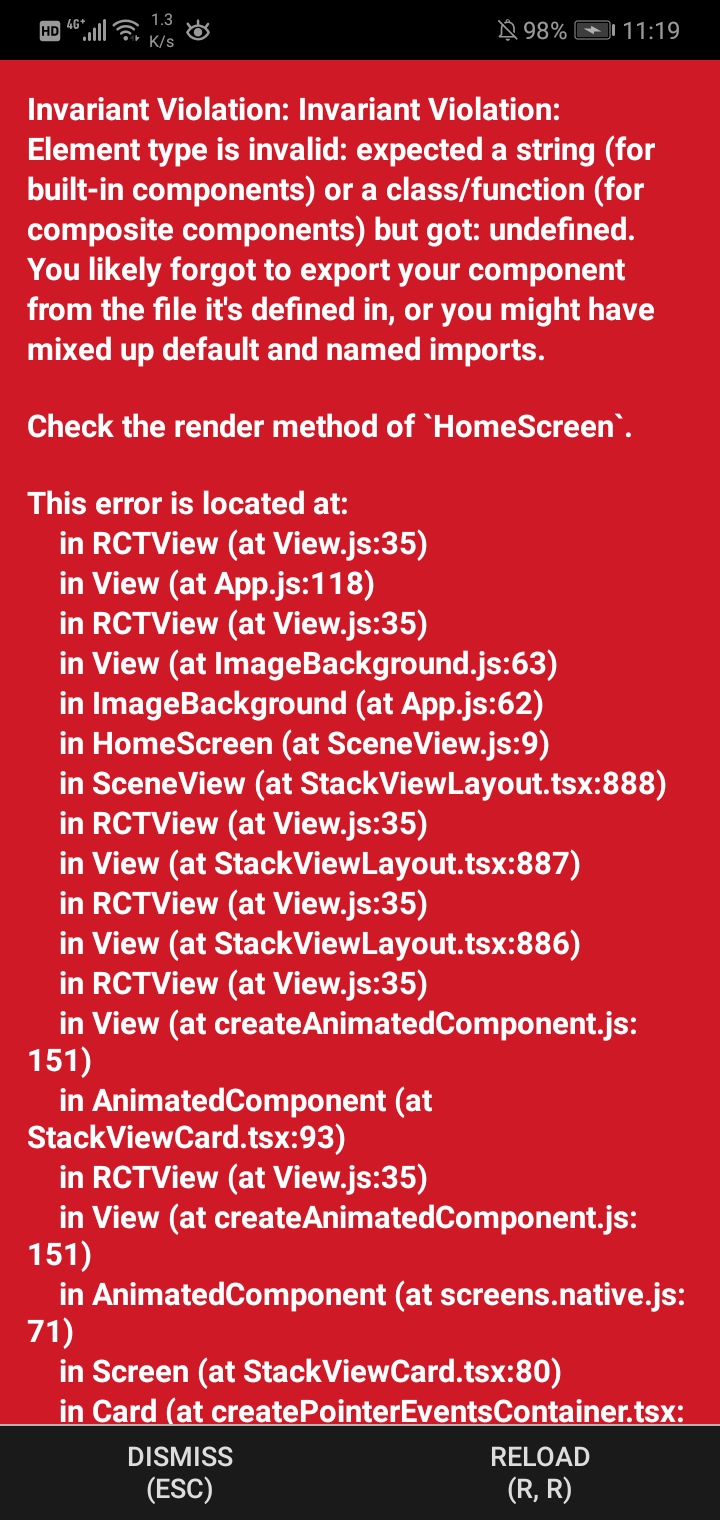 HD 4G+ 1.3 K/s 98% 11:19
Invariant Violation: Invariant Violation:
Element type is invalid: expected a string (for
built-in components) or a class/function (for
composite components) but got: undefined.
You likely forgot to export your component
from the file it's defined in, or you might have
mixed up default and named imports.
Check the render method of `HomeScreen`.
This error is located at:
in RCTView (at View.js:35)
in View (at App.js:118)
in RCTView (at View.js:35)
in View (at ImageBackground.js:63)
in ImageBackground (at App.js:62)
in HomeScreen (at SceneView.js:9)
in SceneView (at StackViewLayout.tsx:888)
in RCTView (at View.js:35)
in View (at StackViewLayout.tsx:887)
in RCTView (at View.js:35)
in View (at StackViewLayout.tsx:886)
in RCTView (at View.js:35)
in View (at createAnimatedComponent.js:
151)
in AnimatedComponent (at
StackViewCard.tsx:93)
in RCTView (at View.js:35)
in View (at createAnimatedComponent.js:
151)
in AnimatedComponent (at screens.native.js:
71)
in Screen (at StackViewCard.tsx:80)
in Card (at createPointerEventsContainer.tsx:
DISMISS
(ESC)
RELOAD
(R, R)